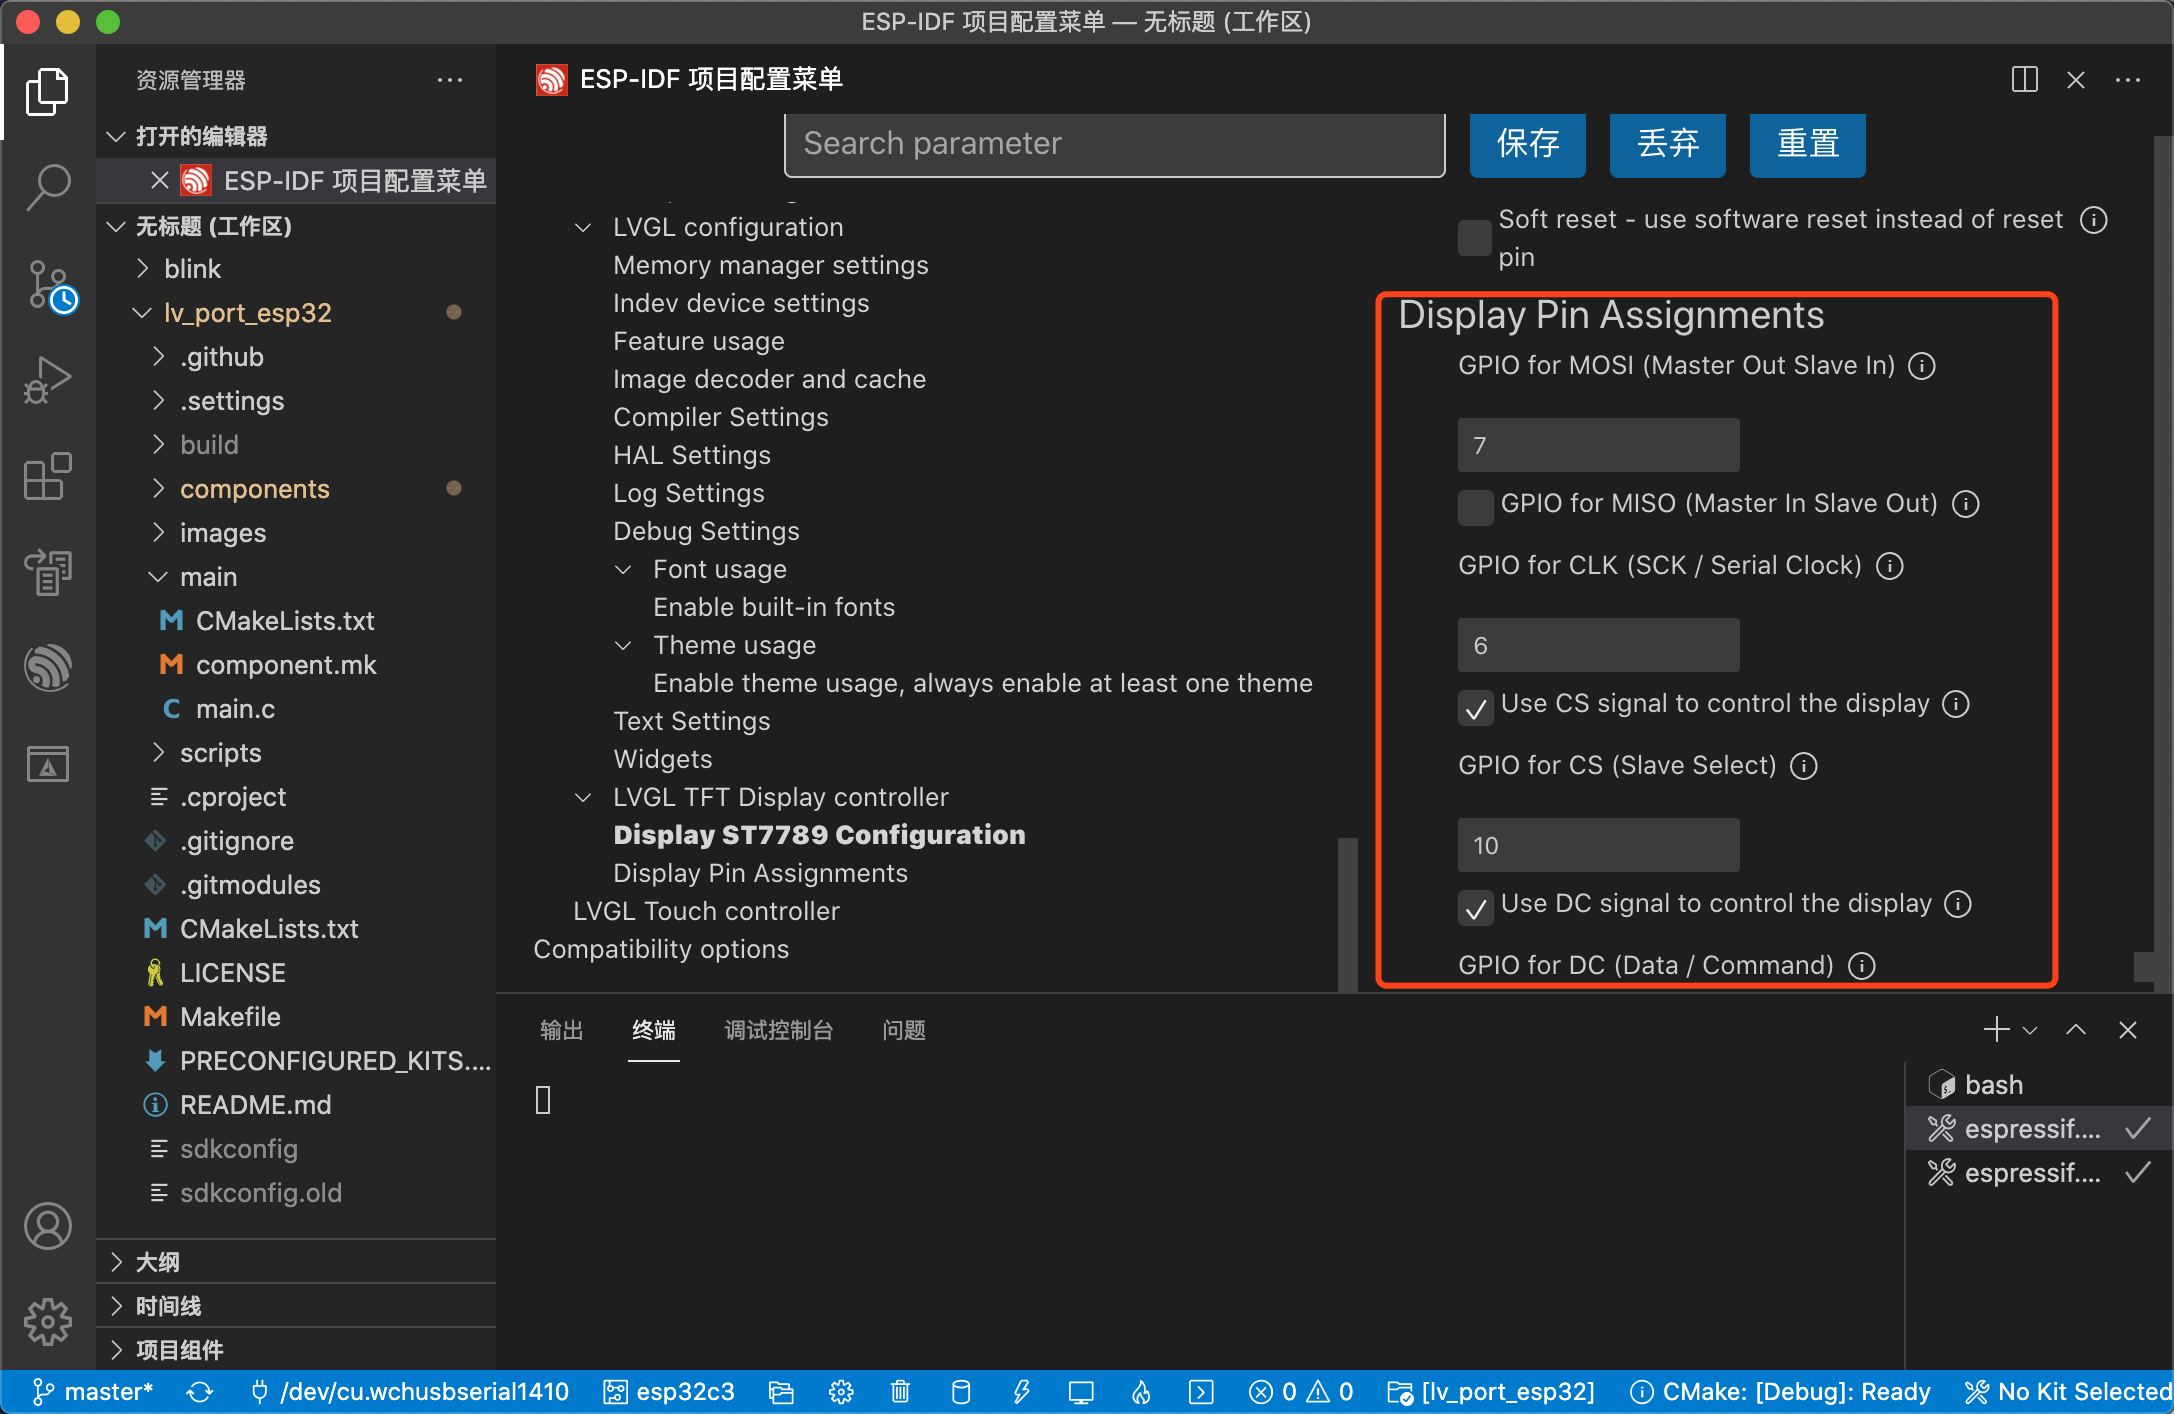 ESP-IDF 项目配置菜单 — 无标题 (工作区)
资源管理器
打开的编辑器
ESP-IDF 项目配置菜单
无标题 (工作区)
blink
lv_port_esp32
.github
.settings
build
components
images
main
CMakeLists.txt
component.mk
main.c
scripts
.cproject
.gitignore
.gitmodules
CMakeLists.txt
LICENSE
Makefile
PRECONFIGURED_KITS....
README.md
sdkconfig
sdkconfig.old
大纲
时间线
项目组件
ESP-IDF 项目配置菜单
Search parameter
保存
丢弃
重置
LVGL configuration
Memory manager settings
Indev device settings
Feature usage
Image decoder and cache
Compiler Settings
HAL Settings
Log Settings
Debug Settings
Font usage
Enable built-in fonts
Theme usage
Enable theme usage, always enable at least one theme
Text Settings
Widgets
LVGL TFT Display controller
Display ST7789 Configuration
Display Pin Assignments
LVGL Touch controller
Compatibility options
Soft reset - use software reset instead of reset
pin
Display Pin Assignments
GPIO for MOSI (Master Out Slave In)
7
GPIO for MISO (Master In Slave Out)
GPIO for CLK (SCK / Serial Clock)
6
Use CS signal to control the display
GPIO for CS (Slave Select)
10
Use DC signal to control the display
GPIO for DC (Data / Command)
输出
终端
调试控制台
问题
bash
espressif....
espressif....
master*
/dev/cu.wchusbserial1410
esp32c3
0
0
[lv_port_esp32]
CMake: [Debug]: Ready
No Kit Selected